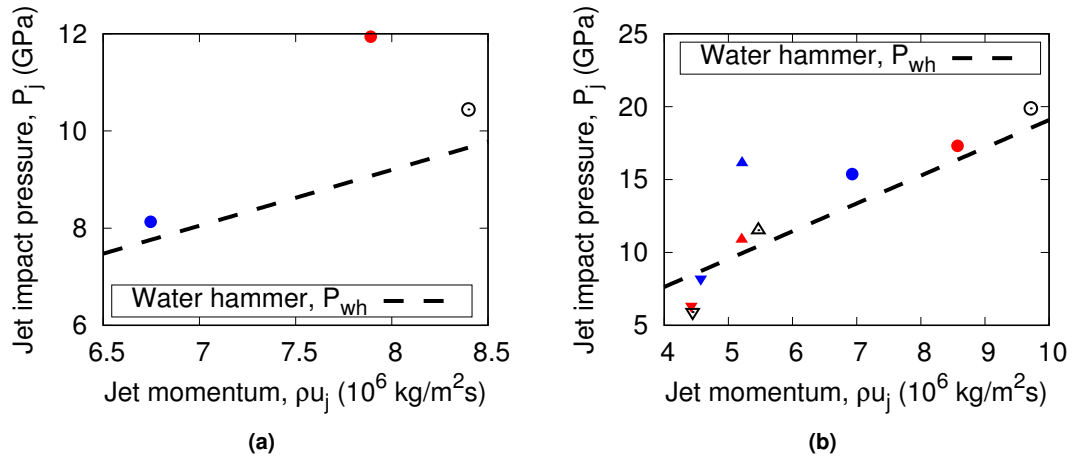 12
10
8
6
6.5 7 7.5 8 8.5
Jet impact pressure, P_j (GPa)
Jet momentum, ρu_j (10^6 kg/m^2s)
Water hammer, P_wh
(a)
25
20
15
10
5
4 5 6 7 8 9 10
Jet impact pressure, P_j (GPa)
Jet momentum, ρu_j (10^6 kg/m^2s)
Water hammer, P_wh
(b)